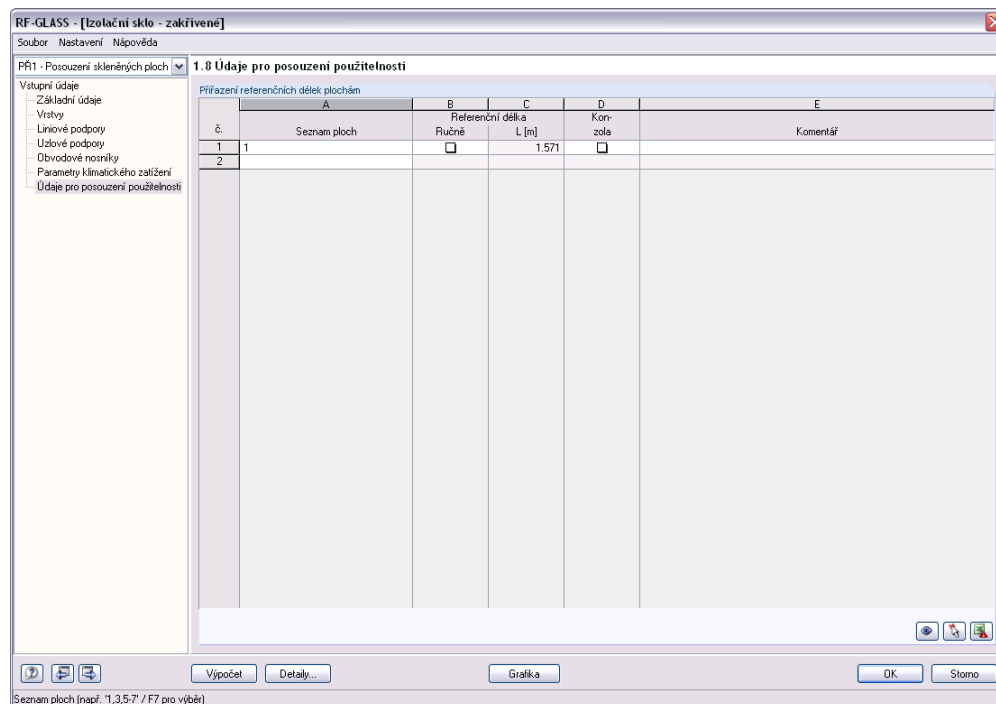 RF-GLASS - [Izolační sklo - zakřivené]
Soubor Nastavení Nápověda
PŘ1 - Posouzení skleněných ploch
1.8 Údaje pro posouzení použitelnosti
Vstupní údaje
Základní údaje
Vrstvy
Liniové podpory
Uzlové podpory
Obvodové nosníky
Parametry klimatického zatížení
Údaje pro posouzení použitelnosti
Přiřazení referenčních délek plochám
A B C D E
Referenční délka Kon-
č. Seznam ploch Ručně L [m] zola Komentář
1 1 1.571
2
Výpočet Detaily... Grafika OK Storno
Seznam ploch (např. '1,3,5-7' / F7 pro výběr)